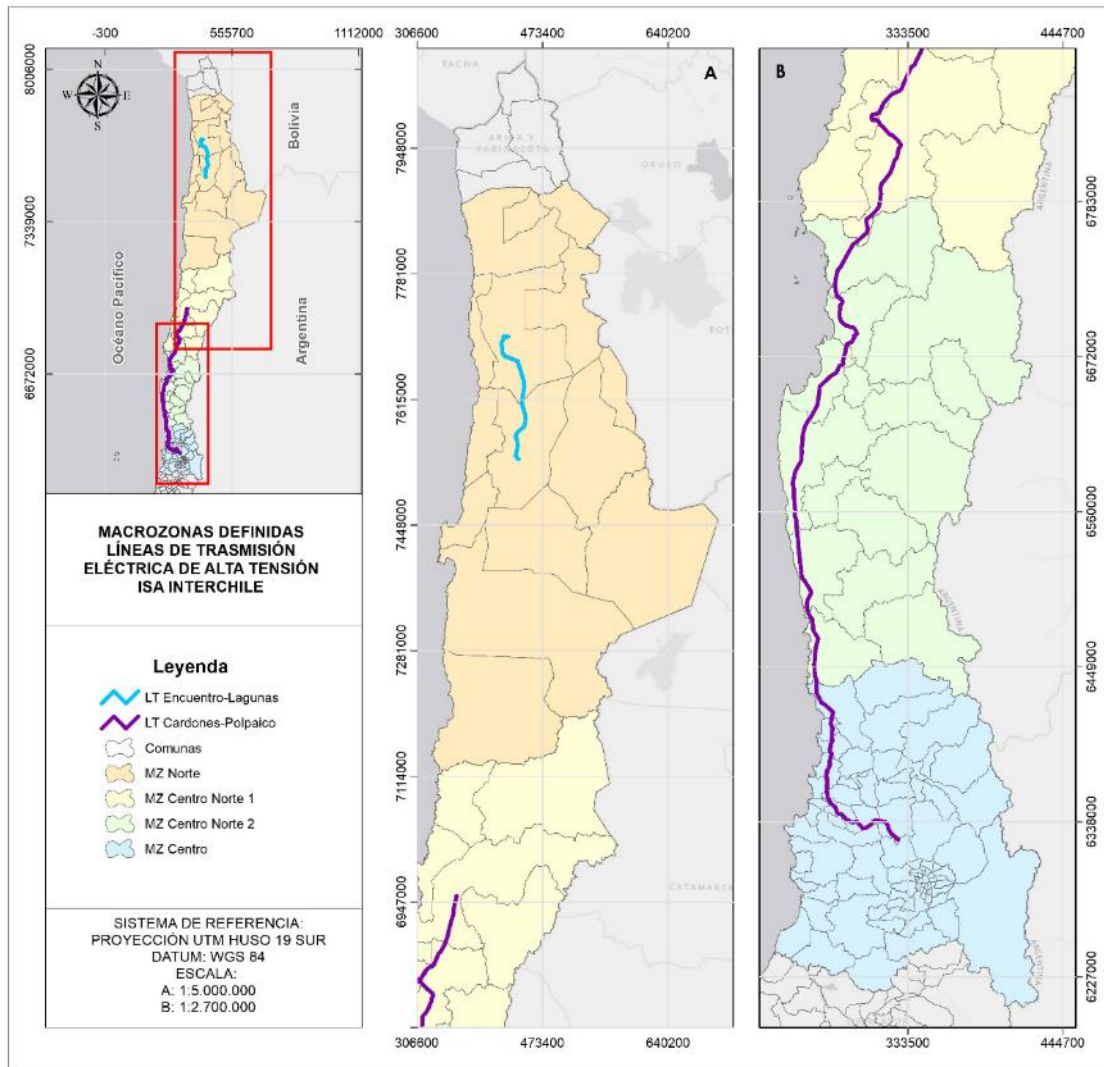 -300 555700 1112000
8006000
7339000
6672000
N
W E
S
Bolivia
Océano Pacífico
Argentina
MACROZONAS DEFINIDAS
LÍNEAS DE TRASMISIÓN
ELÉCTRICA DE ALTA TENSIÓN
ISA INTERCHILE
Leyenda
LT Encuentro-Lagunas
LT Cardones-Polpaico
Comunas
MZ Norte
MZ Centro Norte 1
MZ Centro Norte 2
MZ Centro
SISTEMA DE REFERENCIA:
PROYECCIÓN UTM HUSO 19 SUR
DATUM: WGS 84
ESCALA:
A: 1:5.000.000
B: 1:2.700.000
306600 473400 640200
A
TACNA
ARICA Y
PARINACOTA
ORURO
POT
CATAMARCA
7948000
7781000
7615000
7448000
7281000
7114000
6947000
306600 473400 640200
333500 444700
B
ARGENTINA
ARGENTINA
ARGENTINA
6783000
6672000
6560000
6449000
6338000
6227000
333500 444700